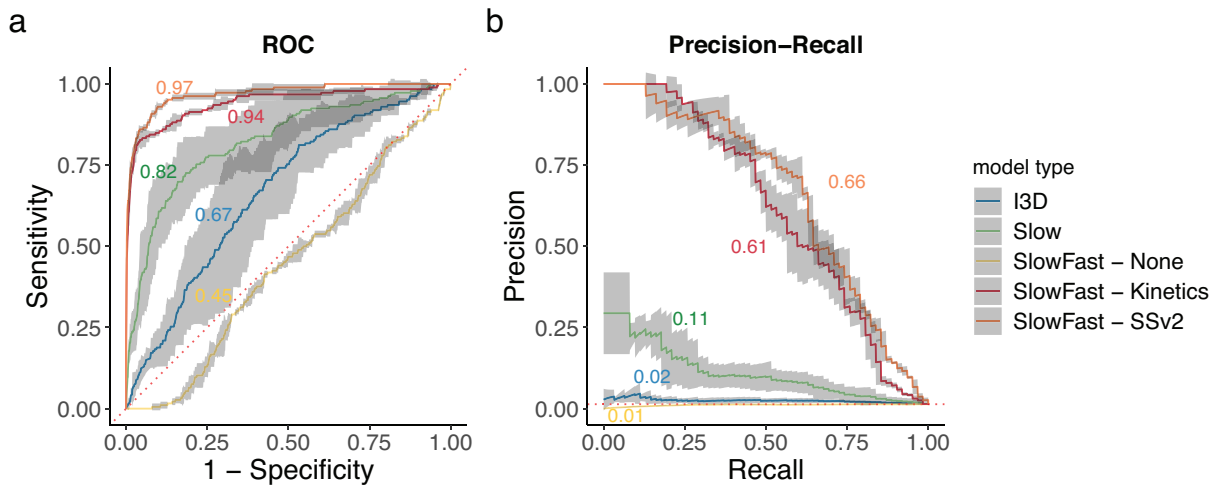 a
ROC
Sensitivity
1.00
0.75
0.50
0.25
0.00
0.97
0.94
0.82
0.67
0.45
0.00 0.25 0.50 0.75 1.00
1 − Specificity
b
Precision−Recall
Precision
1.00
0.75
0.50
0.25
0.00
0.66
0.61
0.11
0.02
0.01
0.00 0.25 0.50 0.75 1.00
Recall
model type
I3D
Slow
SlowFast − None
SlowFast − Kinetics
SlowFast − SSv2